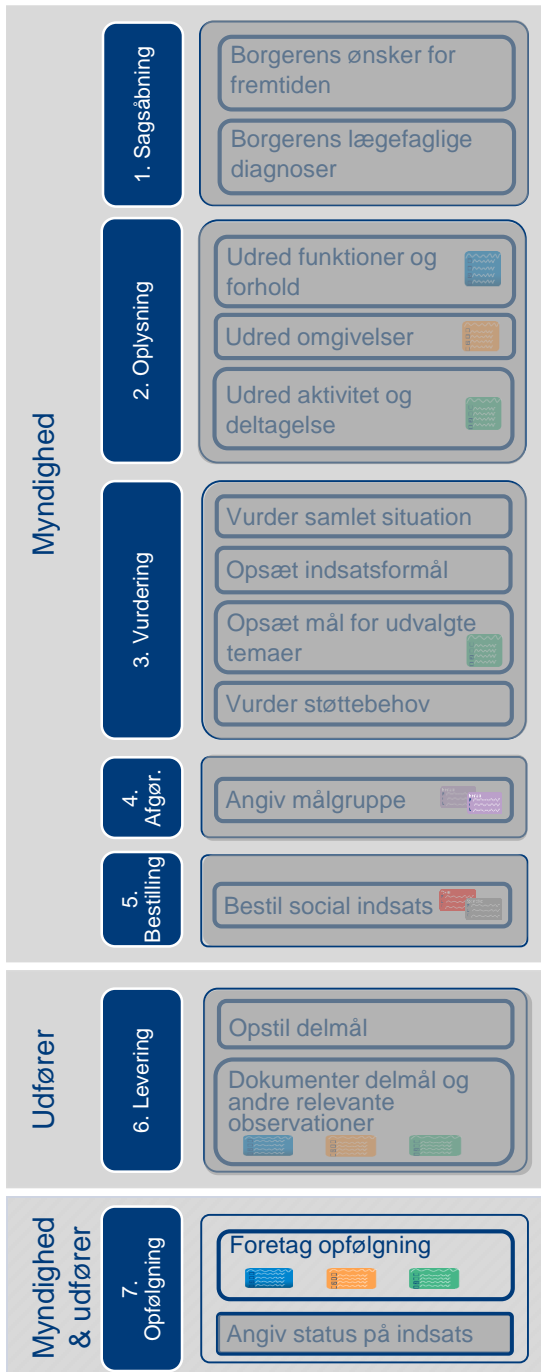 Myndighed
1. Sagsåbning
Borgerens ønsker for
fremtiden
Borgerens lægefaglige
diagnoser
2. Oplysning
Udred funktioner og
forhold
Udred omgivelser
Udred aktivitet og
deltagelse
3. Vurdering
Vurder samlet situation
Opsæt indsatsformål
Opsæt mål for udvalgte
temaer
Vurder støttebehov
4.
Afgør.
Angiv målgruppe
5.
Bestilling
Bestil social indsats
Udfører
6. Levering
Opstil delmål
Dokumenter delmål og
andre relevante
observationer
Myndighed
& udfører
7.
Opfølgning
Foretag opfølgning
Angiv status på indsats